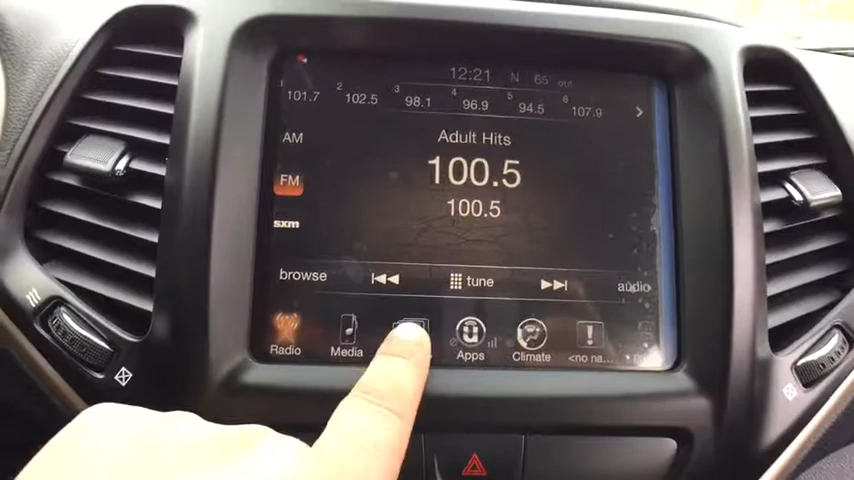 12:21 N 65° out
1 101.7 2 102.5 3 98.1 4 96.9 5 94.5 6 107.9
AM
Adult Hits
FM
100.5
100.5
sxm
browse tune audio
Radio Media Apps Climate <no na...